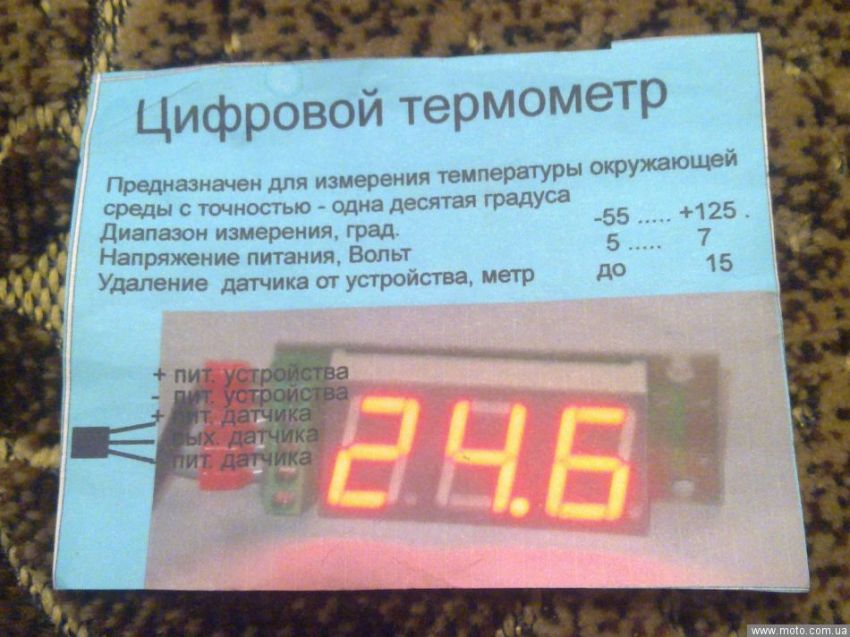 Цифровой термометр
Предназначен для измерения температуры окружающей
среды с точностью - одна десятая градуса
Диапазон измерения, град. -55 ..... +125 .
Напряжение питания, Вольт 5 ..... 7
Удаление датчика от устройства, метр до 15
+ пит. устройства
- пит. устройства
+ пит. датчика
вых. датчика
- пит. датчика
24.6
www.moto.com.ua